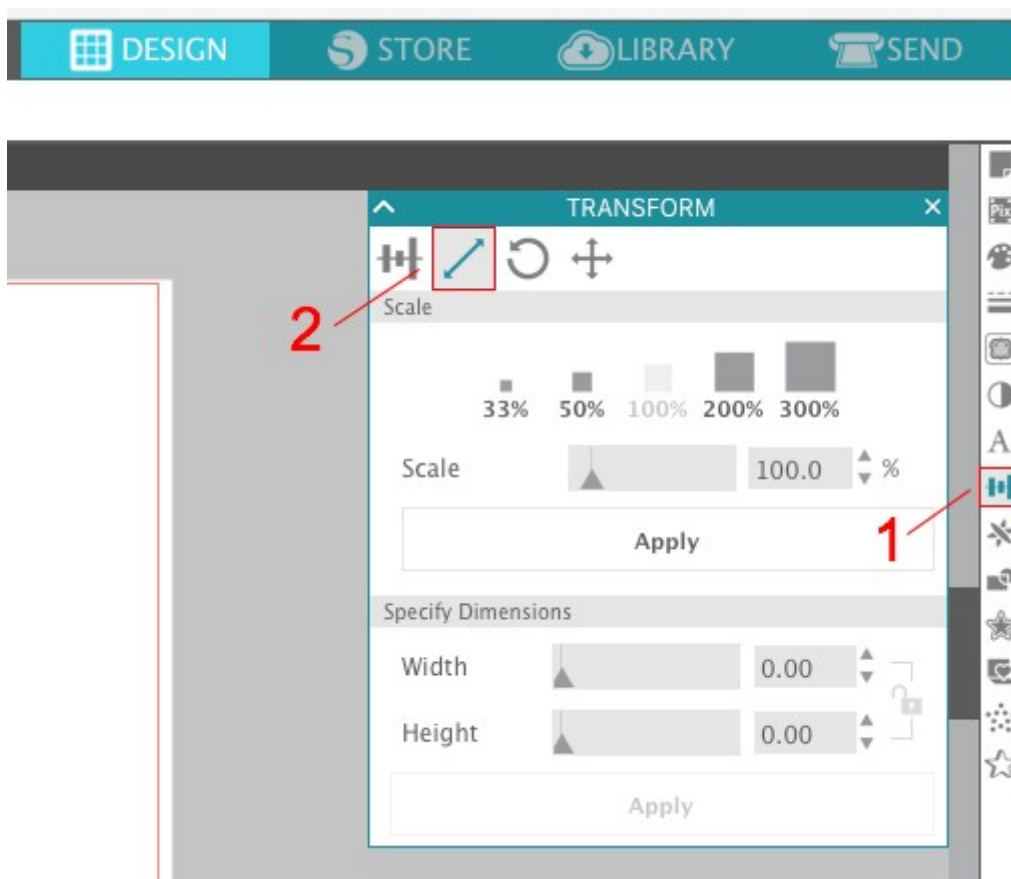 DESIGN STORE LIBRARY SEND
TRANSFORM
Pix
2
Scale
33% 50% 100% 200% 300%
Scale 100.0 %
A
1
Apply
Specify Dimensions
Width 0.00
Height 0.00
Apply